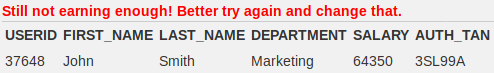 Still not earning enough! Better try again and change that.
USERID FIRST_NAME LAST_NAME DEPARTMENT SALARY AUTH_TAN
37648 John Smith Marketing 64350 3SL99A